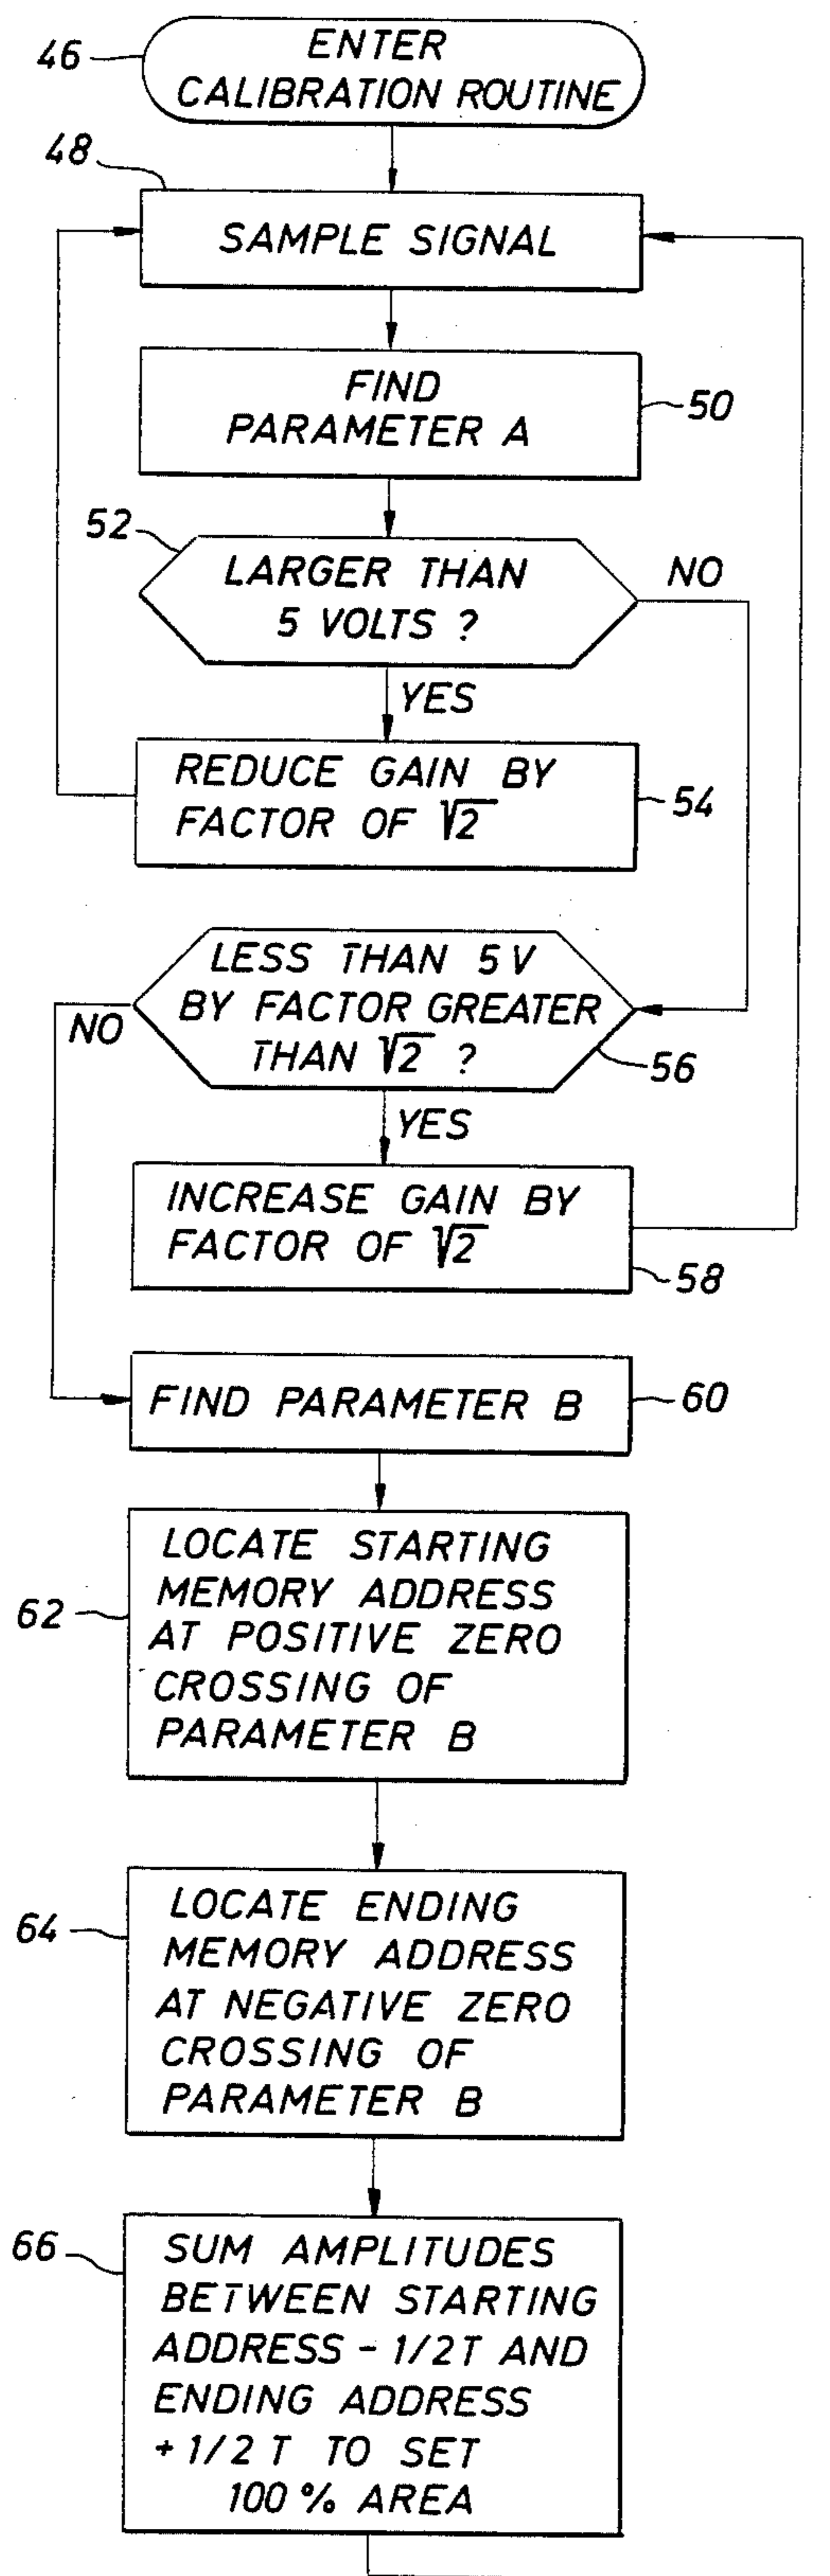 46
ENTER
CALIBRATION ROUTINE
48
SAMPLE SIGNAL
FIND
PARAMETER A
50
52
LARGER THAN
5 VOLTS ?
NO
YES
REDUCE GAIN BY
FACTOR OF √2
54
LESS THAN 5V
BY FACTOR GREATER
THAN √2 ?
NO
56
YES
INCREASE GAIN BY
FACTOR OF √2
58
FIND PARAMETER B
60
62
LOCATE STARTING
MEMORY ADDRESS
AT POSITIVE ZERO
CROSSING OF
PARAMETER B
64
LOCATE ENDING
MEMORY ADDRESS
AT NEGATIVE ZERO
CROSSING OF
PARAMETER B
66
SUM AMPLITUDES
BETWEEN STARTING
ADDRESS - 1/2T AND
ENDING ADDRESS
+ 1/2 T TO SET
100 % AREA